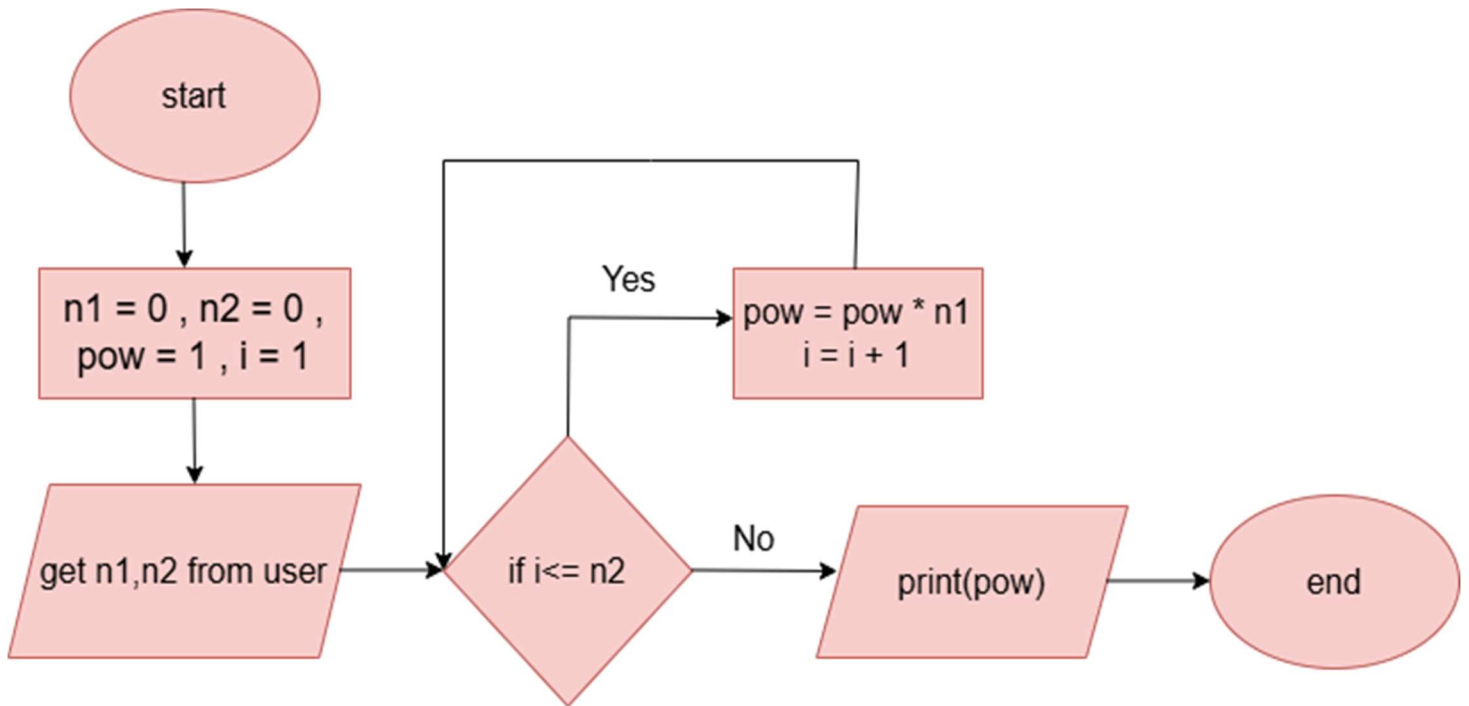 start
n1 = 0 , n2 = 0 ,
pow = 1 , i = 1
get n1,n2 from user
if i<= n2
Yes
pow = pow * n1
i = i + 1
No
print(pow)
end